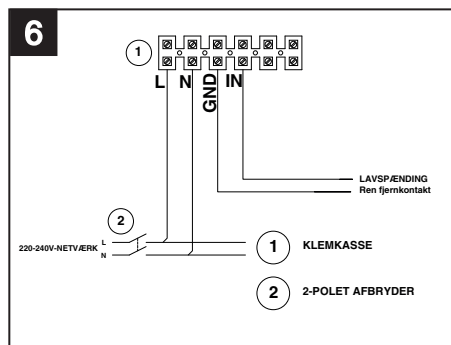 6
1
L N GND IN
LAVSPÆNDING
Ren fjernkontakt
2
220-240V-NETVÆRK L
N
1 KLEMKASSE
2 2-POLET AFBRYDER